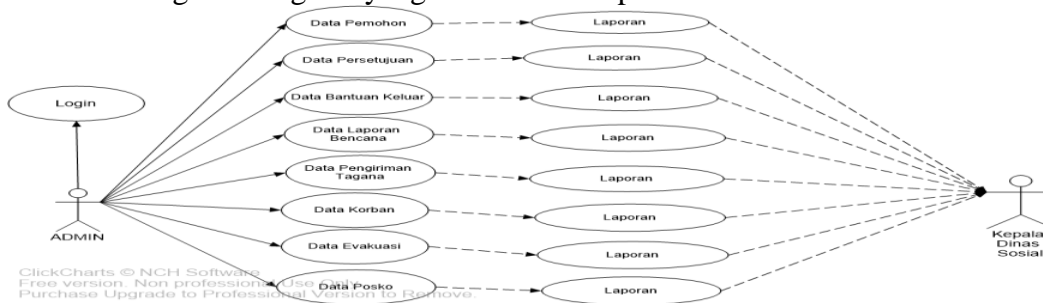 Data Pemohon
Laporan
Data Persetujuan
Laporan
Data Bantuan Keluar
Laporan
Login
Data Laporan
Bencana
Laporan
Data Pengiriman
Tagana
Laporan
ADMIN
Data Korban
Laporan
Kepala
Dinas
Sosial
Data Evakuasi
Laporan
Data Posko
Laporan
ClickCharts © NCH Software
Free version. Non professional Use Only.
Purchase Upgrade to Professional Version to Remove.